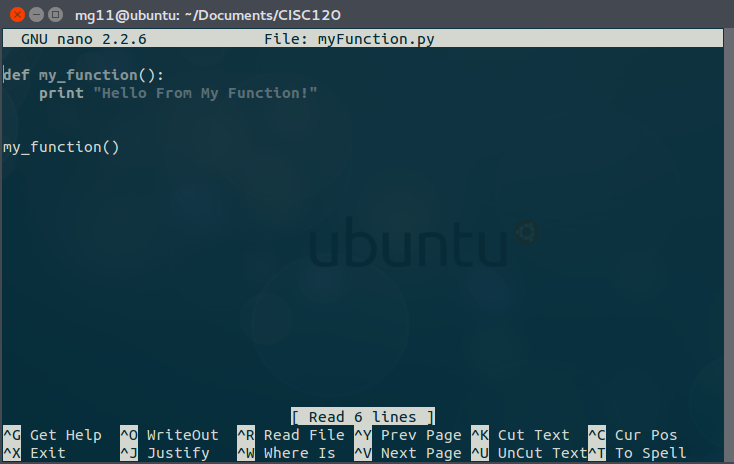 mg11@ubuntu: ~/Documents/CISC120
GNU nano 2.2.6 File: myFunction.py
def my_function():
    print "Hello From My Function!"
my_function()
ubuntu
[ Read 6 lines ]
^G Get Help ^O WriteOut ^R Read File ^Y Prev Page ^K Cut Text ^C Cur Pos
^X Exit ^J Justify ^W Where Is ^V Next Page ^U UnCut Text ^T To Spell